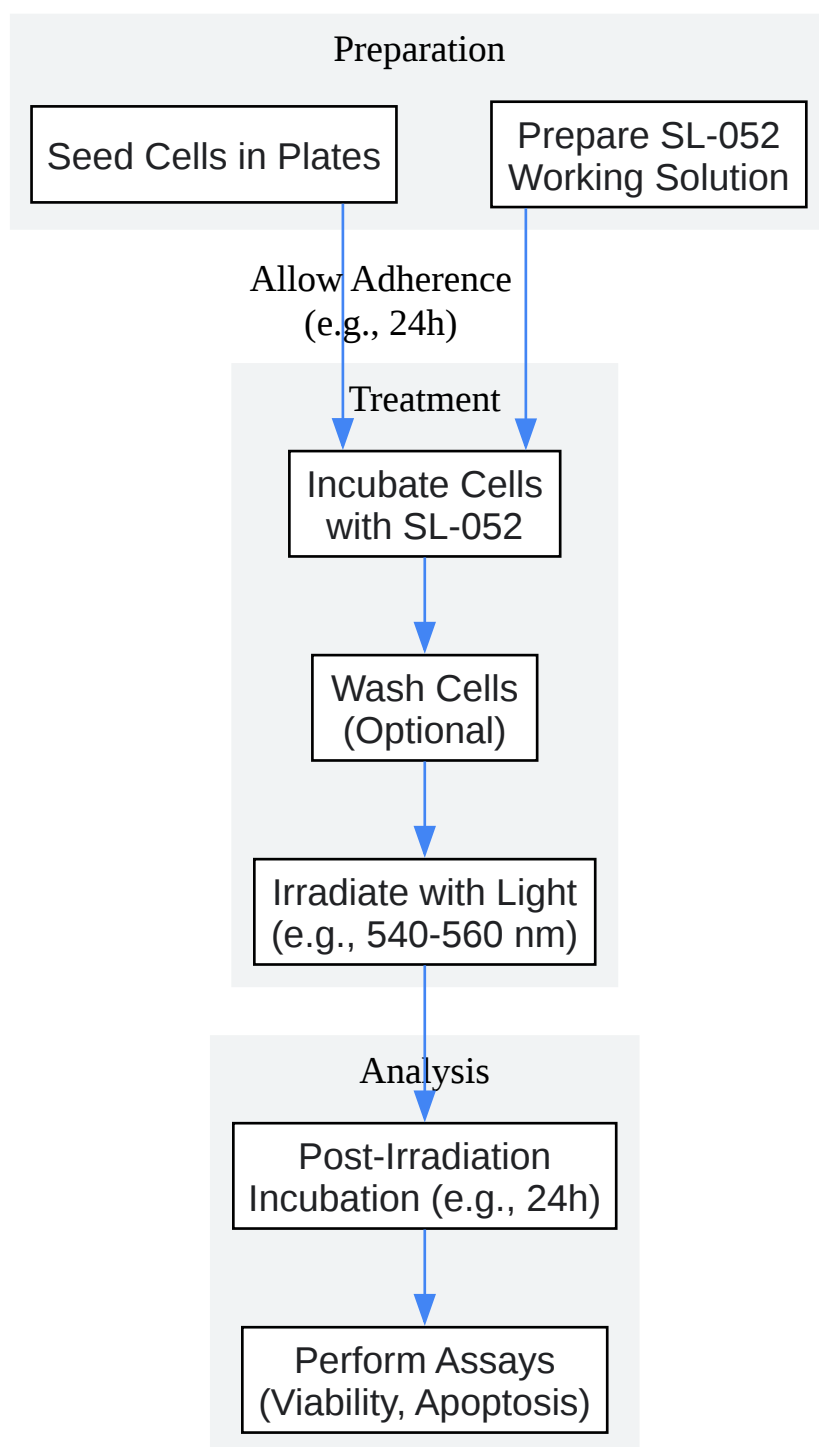 Preparation
Seed Cells in Plates
Prepare SL-052
Working Solution
Allow Adherence
(e.g., 24h)
Treatment
Incubate Cells
with SL-052
Wash Cells
(Optional)
Irradiate with Light
(e.g., 540-560 nm)
Analysis
Post-Irradiation
Incubation (e.g., 24h)
Perform Assays
(Viability, Apoptosis)